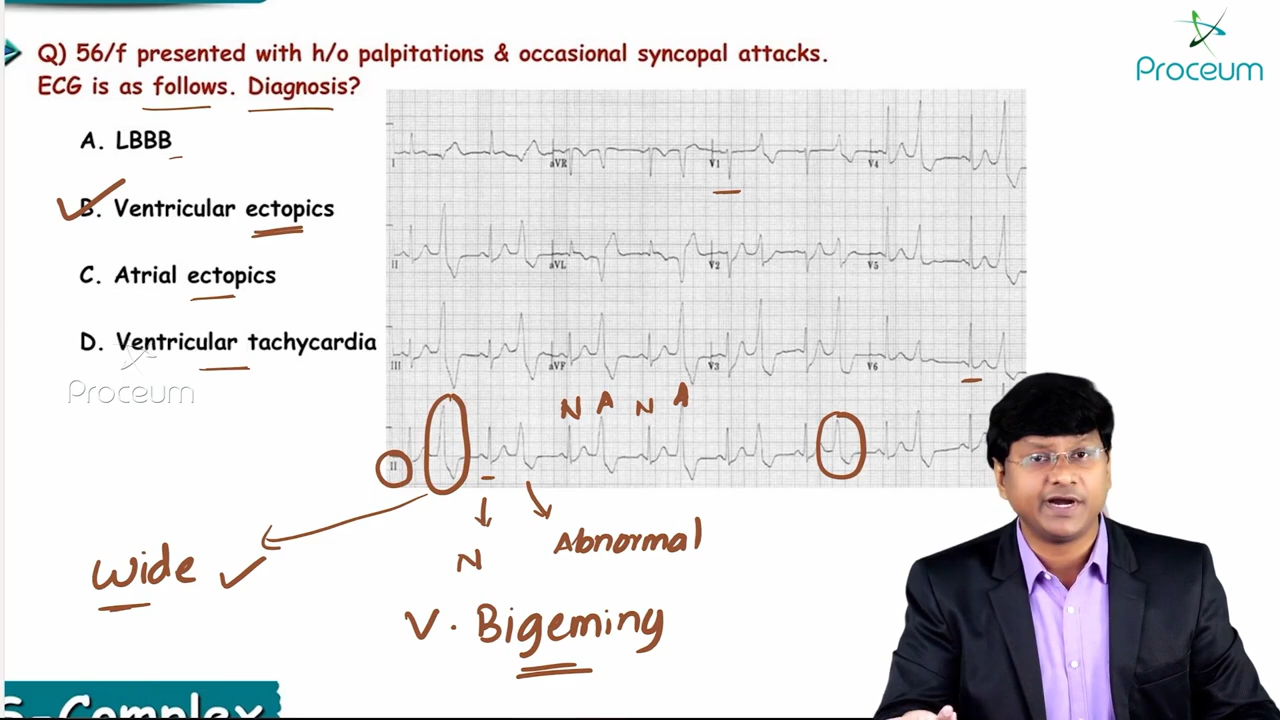 Proceum
Q) 56/f presented with h/o palpitations & occasional syncopal attacks.
ECG is as follows. Diagnosis?
A. LBBB
B. Ventricular ectopics
C. Atrial ectopics
D. Ventricular tachycardia
Proceum
I aVR V1 V4
II aVL V2 V5
III aVF V3 V6
N A N A
II
Wide
N
Abnormal
V. Bigeminy
S-Complex